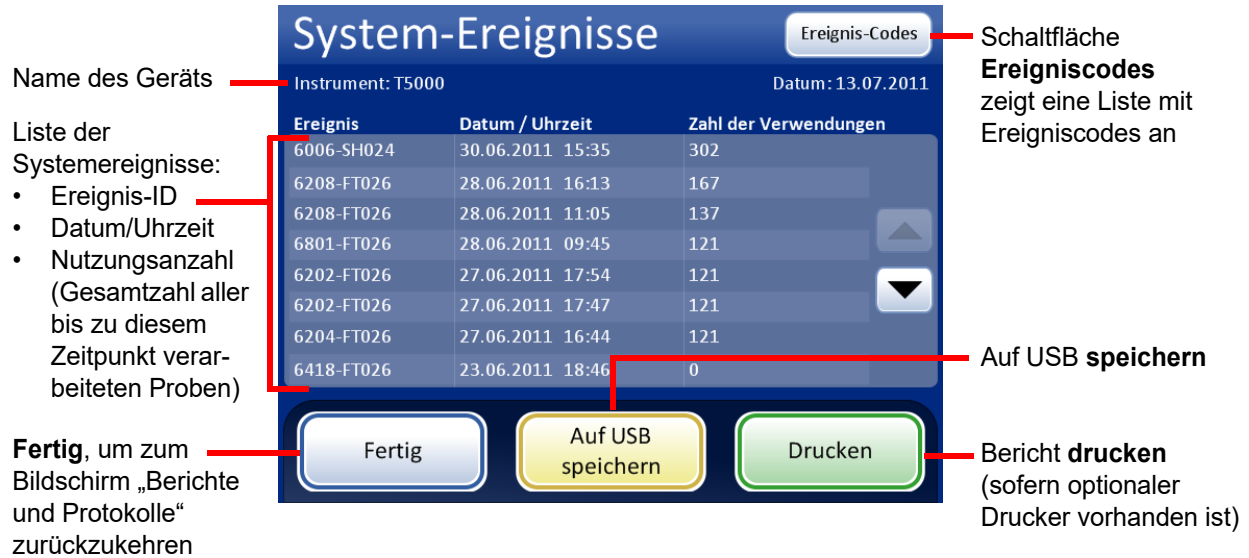 System-Ereignisse
Ereignis-Codes
Instrument: T5000
Datum: 13.07.2011
Ereignis Datum / Uhrzeit Zahl der Verwendungen
6006-SH024 30.06.2011 15:35 302
6208-FT026 28.06.2011 16:13 167
6208-FT026 28.06.2011 11:05 137
6801-FT026 28.06.2011 09:45 121
6202-FT026 27.06.2011 17:54 121
6202-FT026 27.06.2011 17:47 121
6204-FT026 27.06.2011 16:44 121
6418-FT026 23.06.2011 18:46 0
Fertig
Auf USB
speichern
Drucken
Name des Geräts
Liste der
Systemereignisse:
• Ereignis-ID
• Datum/Uhrzeit
• Nutzungsanzahl
(Gesamtzahl aller
bis zu diesem
Zeitpunkt verar-
beiteten Proben)
Fertig, um zum
Bildschirm „Berichte
und Protokolle“
zurückzukehren
Schaltfläche
Ereigniscodes
zeigt eine Liste mit
Ereigniscodes an
Auf USB speichern
Bericht drucken
(sofern optionaler
Drucker vorhanden ist)